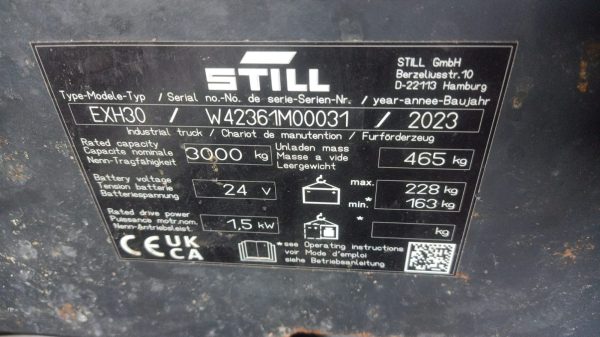 STILL
STILL GmbH
Berzeliusstr.10
D-22113 Hamburg
Type-Modele-Typ / Serial no.-No. de serie-Serien-Nr. / year-annee-Baujahr
EXH30 / W42361M00031 / 2023
Industrial truck / Chariot de manutention / Furförderzeug
Rated capacity
Capacite nominale
Nenn-Tragfähigkeit
3000 kg
Unladen mass
Masse a vide
Leergewicht
465 kg
Battery voltage
Tension batterie
Batteriespannung
24 V
max. 228 kg
* min. 163 kg
Rated drive power
Puissance motr.nom.
Nenn-Antriebsleist.
1,5 kW
* kg
CE UK
CA
*see Operating instructions
voir Mode d'emploi
siehe Betriebsanleitung